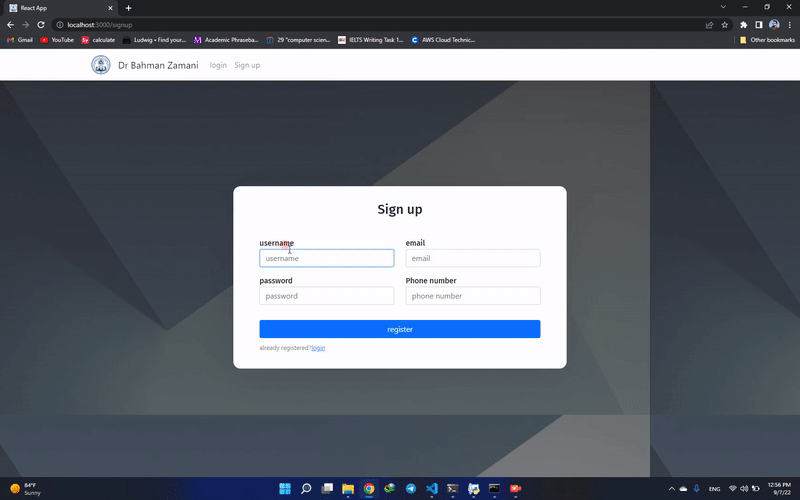 React App
localhost:3000/signup
Gmail YouTube calculate Ludwig • Find your... Academic Phraseba... 29 "computer scien... IELTS Writing Task 1... AWS Cloud Technic... Other bookmarks
Dr Bahman Zamani login Sign up
Sign up
username email
username email
password Phone number
password phone number
register
already registered?login
84°F
Sunny
ENG
12:56 PM
9/7/22